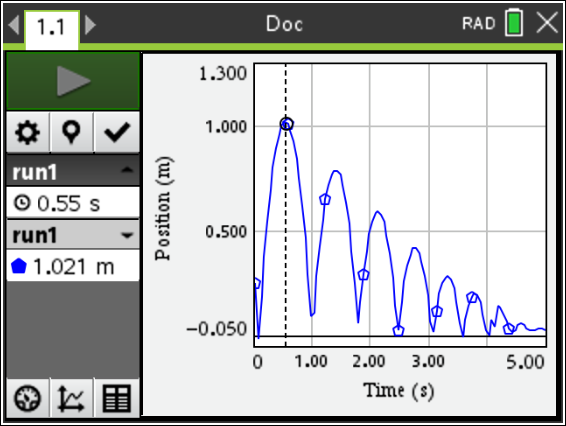 1.1 Doc RAD
run1
0.55 s
run1
1.021 m
1.300
1.000
0.500
-0.050
Position (m)
0 1.00 2.00 3.00 5.00
Time (s)